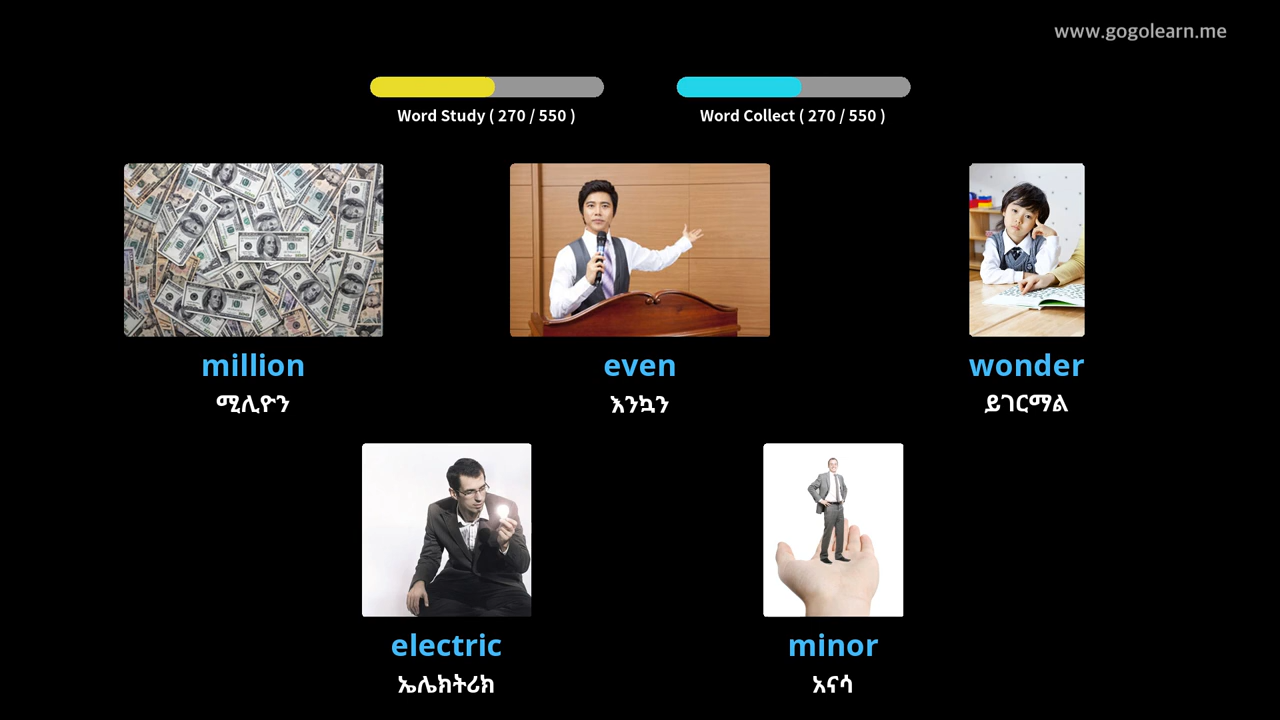 www.gogolearn.me
Word Study ( 270 / 550 )
Word Collect ( 270 / 550 )
million
ሚሊዮን
even
እንኳን
wonder
ይገርማል
electric
ኤሌክትሪክ
minor
አናሳ